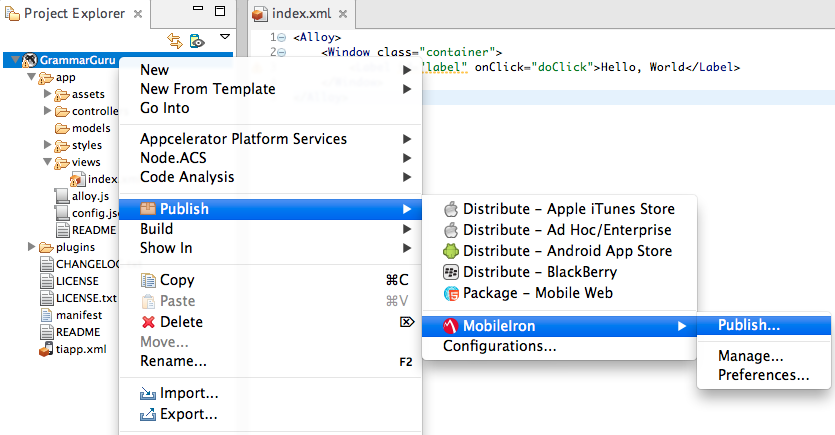 Project Explorer
index.xml
GrammarGuru
app
assets
controlle
models
styles
views
index.
alloy.js
config.jso
README
plugins
CHANGELOG
LICENSE
LICENSE.txt
manifest
README
tiapp.xml
1 <Alloy>
2 <Window class="container">
label" onClick="doClick">Hello, World</Label>
New
New From Template
Go Into
Appcelerator Platform Services
Node.ACS
Code Analysis
Publish
Build
Show In
Copy ⌘C
Paste ⌘V
Delete ⌦
Move...
Rename... F2
Import...
Export...
Distribute - Apple iTunes Store
Distribute - Ad Hoc/Enterprise
Distribute - Android App Store
Distribute - BlackBerry
Package - Mobile Web
MobileIron
Configurations...
Publish...
Manage...
Preferences...